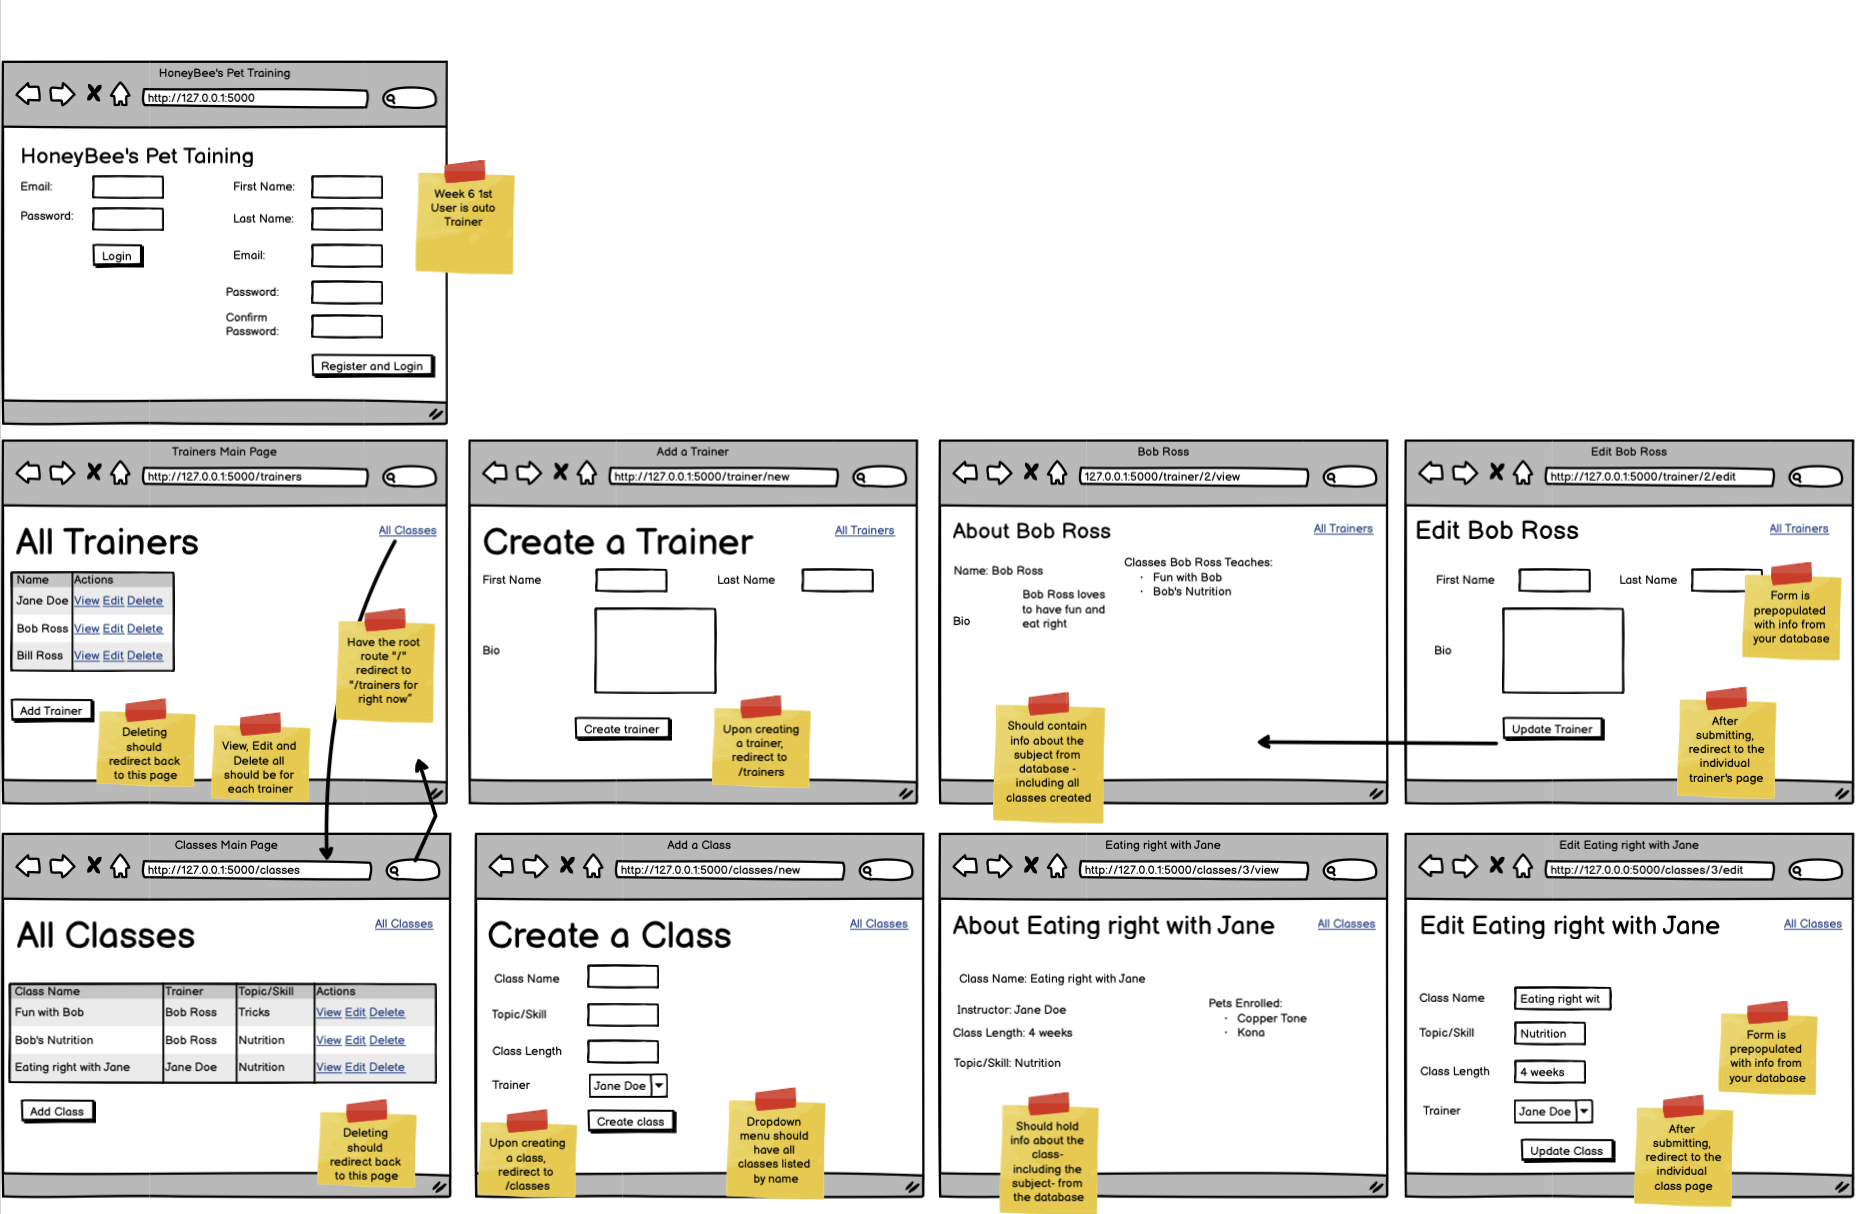 HoneyBee's Pet Training
http://127.0.0.1:5000
HoneyBee's Pet Taining
Email:
Password:
Login
First Name:
Last Name:
Email:
Password:
Confirm
Password:
Register and Login
Week 6 1st
User is auto
Trainer
Trainers Main Page
http://127.0.0.1:5000/trainers
All Trainers
All Classes
Name Actions
Jane Doe View Edit Delete
Bob Ross View Edit Delete
Bill Ross View Edit Delete
Add Trainer
Deleting
should
redirect back
to this page
View, Edit and
Delete all
should be for
each trainer
Have the root
route "/"
redirect to
"/trainers for
right now"
Add a Trainer
http://127.0.0.1:5000/trainer/new
Create a Trainer
All Trainers
First Name
Last Name
Bio
Create trainer
Upon creating
a trainer,
redirect to
/trainers
Bob Ross
127.0.0.1:5000/trainer/2/view
About Bob Ross
All Trainers
Name: Bob Ross
Bio
Bob Ross loves
to have fun and
eat right
Classes Bob Ross Teaches:
• Fun with Bob
• Bob's Nutrition
Should contain
info about the
subject from
database -
including all
classes created
Edit Bob Ross
http://127.0.0.1:5000/trainer/2/edit
Edit Bob Ross
All Trainers
First Name
Last Name
Bio
Update Trainer
Form is
prepopulated
with info from
your database
After
submitting,
redirect to the
individual
trainer's page
Classes Main Page
http://127.0.0.1:5000/classes
All Classes
All Classes
Class Name Trainer Topic/Skill Actions
Fun with Bob Bob Ross Tricks View Edit Delete
Bob's Nutrition Bob Ross Nutrition View Edit Delete
Eating right with Jane Jane Doe Nutrition View Edit Delete
Add Class
Deleting
should
redirect back
to this page
Add a Class
http://127.0.0.1:5000/classes/new
Create a Class
All Classes
Class Name
Topic/Skill
Class Length
Trainer
Jane Doe
Create class
Upon creating
a class,
redirect to
/classes
Dropdown
menu should
have all
classes listed
by name
Eating right with Jane
http://127.0.0.1:5000/classes/3/view
About Eating right with Jane
All Classes
Class Name: Eating right with Jane
Instructor: Jane Doe
Class Length: 4 weeks
Topic/Skill: Nutrition
Pets Enrolled:
• Copper Tone
• Kona
Should hold
info about the
class-
including the
subject- from
the database
Edit Eating right with Jane
http://127.0.0.0:5000/classes/3/edit
Edit Eating right with Jane
All Classes
Class Name
Eating right wit
Topic/Skill
Nutrition
Class Length
4 weeks
Trainer
Jane Doe
Update Class
Form is
prepopulated
with info from
your database
After
submitting,
redirect to the
individual
class page